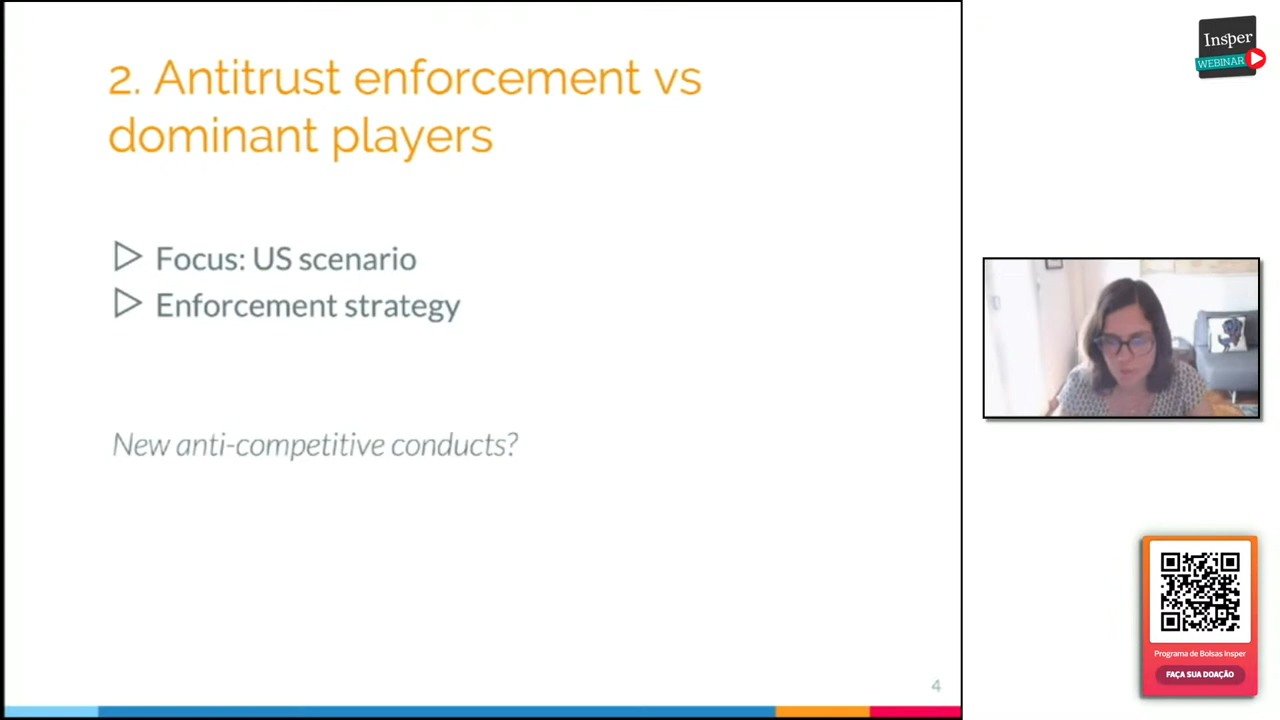 2. Antitrust enforcement vs
dominant players
Focus: US scenario
Enforcement strategy
New anti-competitive conducts?
4
Insper
WEBINAR
Programa de Bolsas Insper
FAÇA SUA DOAÇÃO